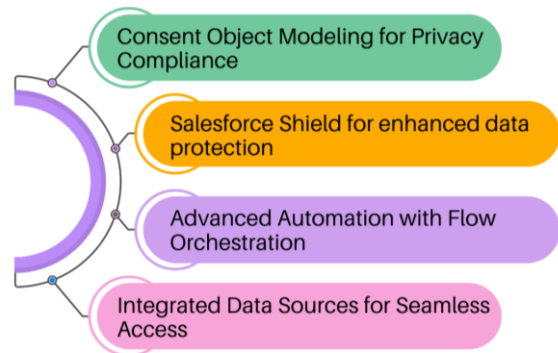 Consent Object Modeling for Privacy
Compliance
Salesforce Shield for enhanced data
protection
Advanced Automation with Flow
Orchestration
Integrated Data Sources for Seamless
Access